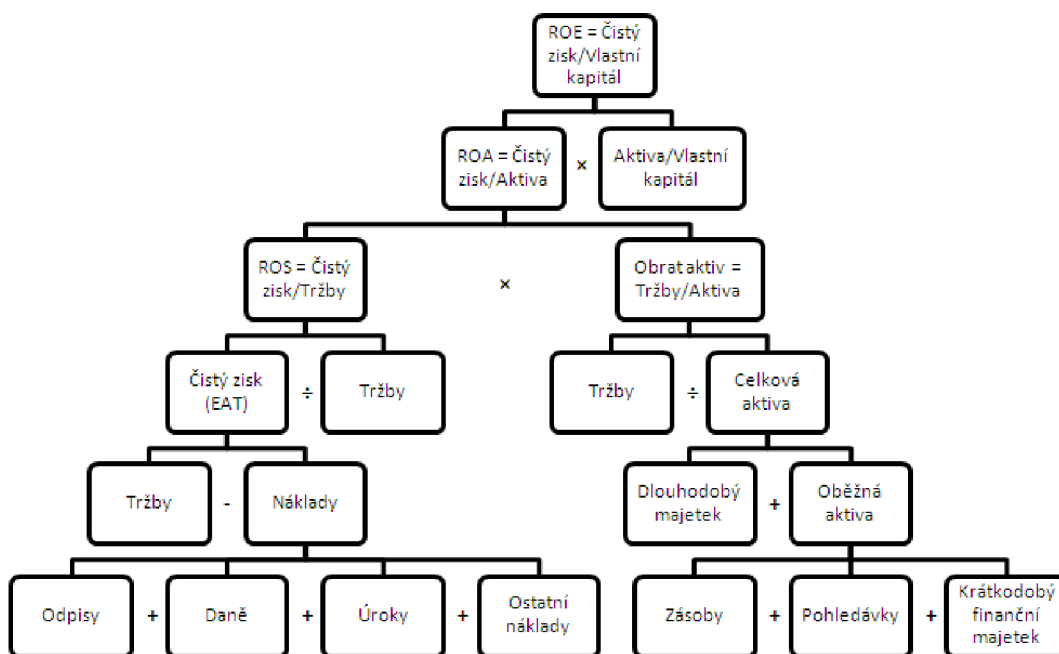 ROE = Čistý
zisk/Vlastní
kapitál
ROA = Čistý
zisk/Aktiva
×
Aktiva/Vlastní
kapitál
ROS = Čistý
zisk/Tržby
×
Obrat aktiv =
Tržby/Aktiva
Čistý zisk
(EAT)
÷
Tržby
Tržby
÷
Celková
aktiva
Tržby
-
Náklady
Dlouhodobý
majetek
+
Oběžná
aktiva
Odpisy
+
Daně
+
Úroky
+
Ostatní
náklady
Zásoby
+
Pohledávky
+
Krátkodobý
finanční
majetek